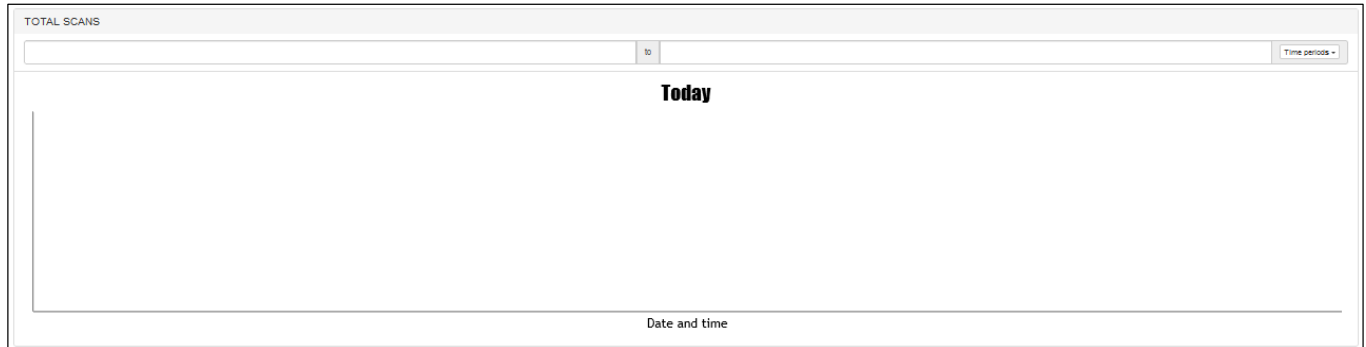 TOTAL SCANS
to
Time periods
Today
Date and time